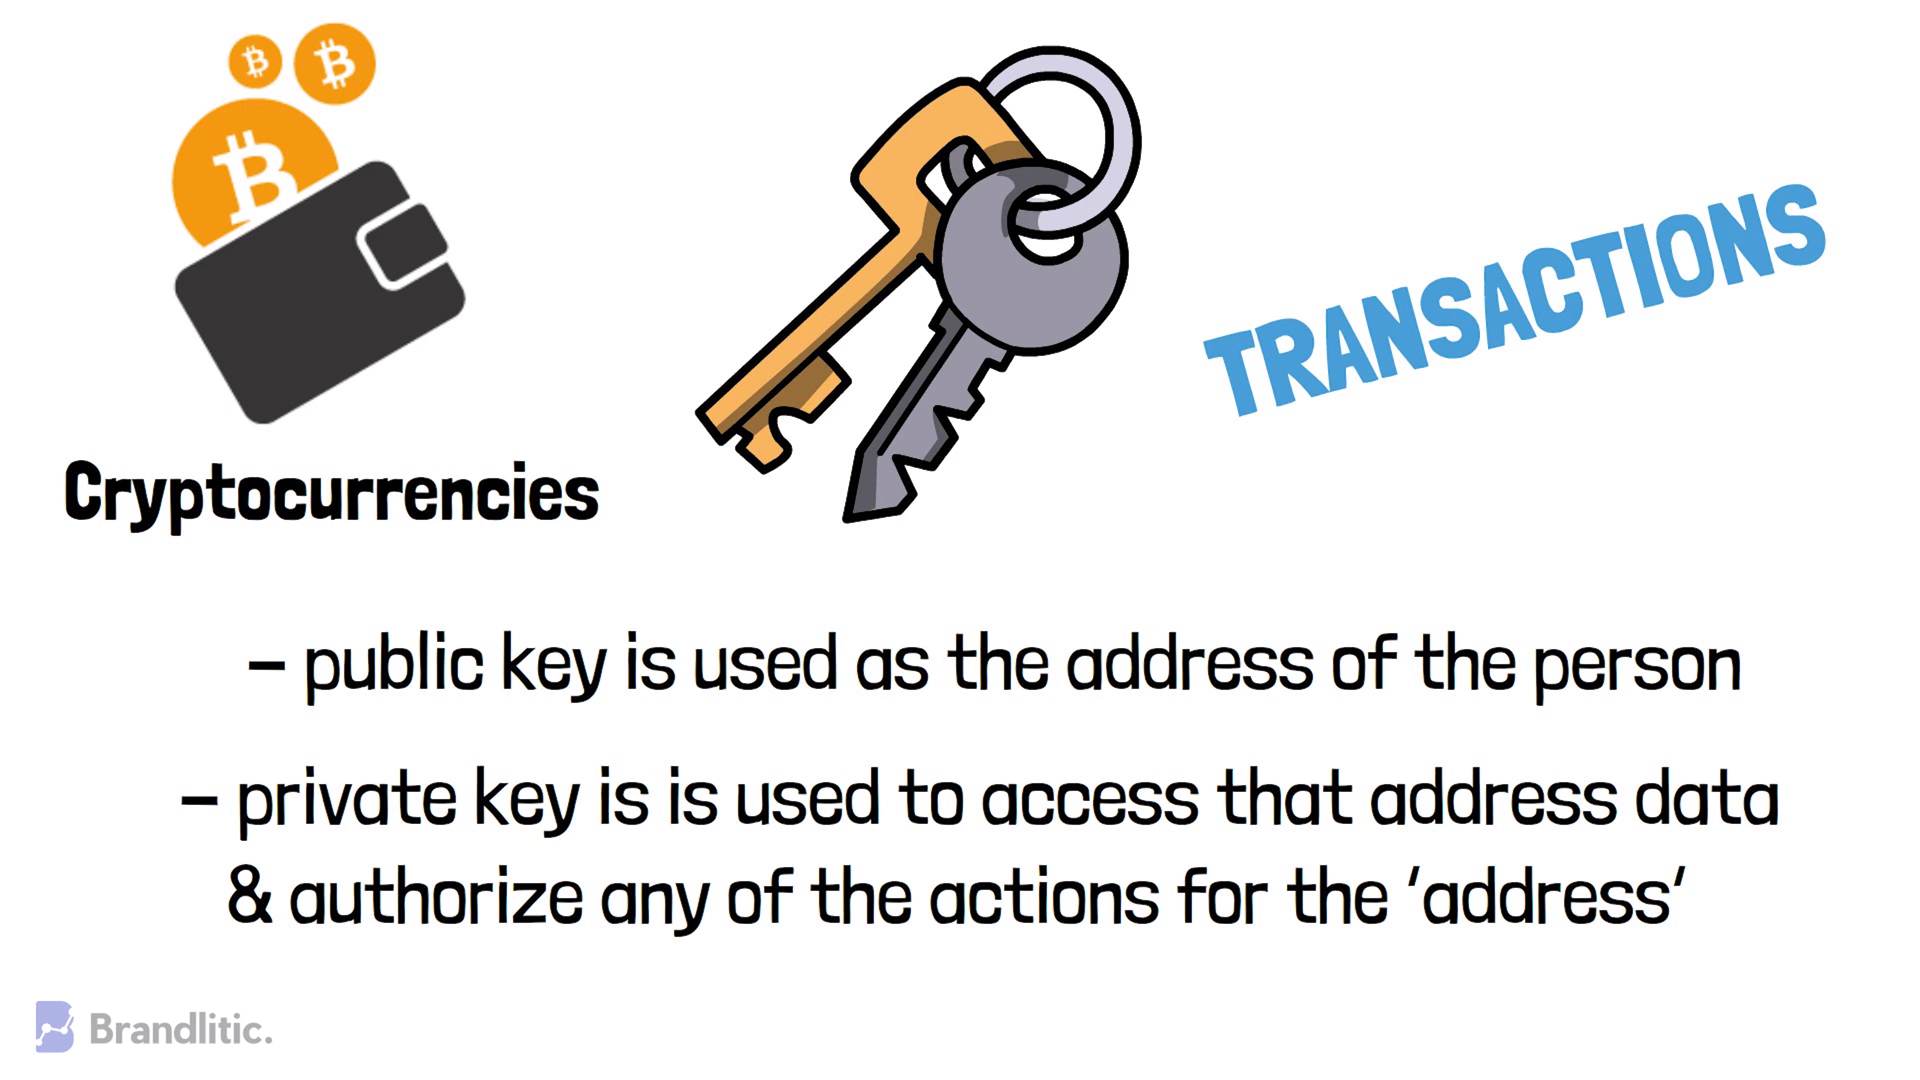 Cryptocurrencies
TRANSACTIONS
– public key is used as the address of the person
– private key is is used to access that address data
& authorize any of the actions for the ‘address’
Brandlitic.